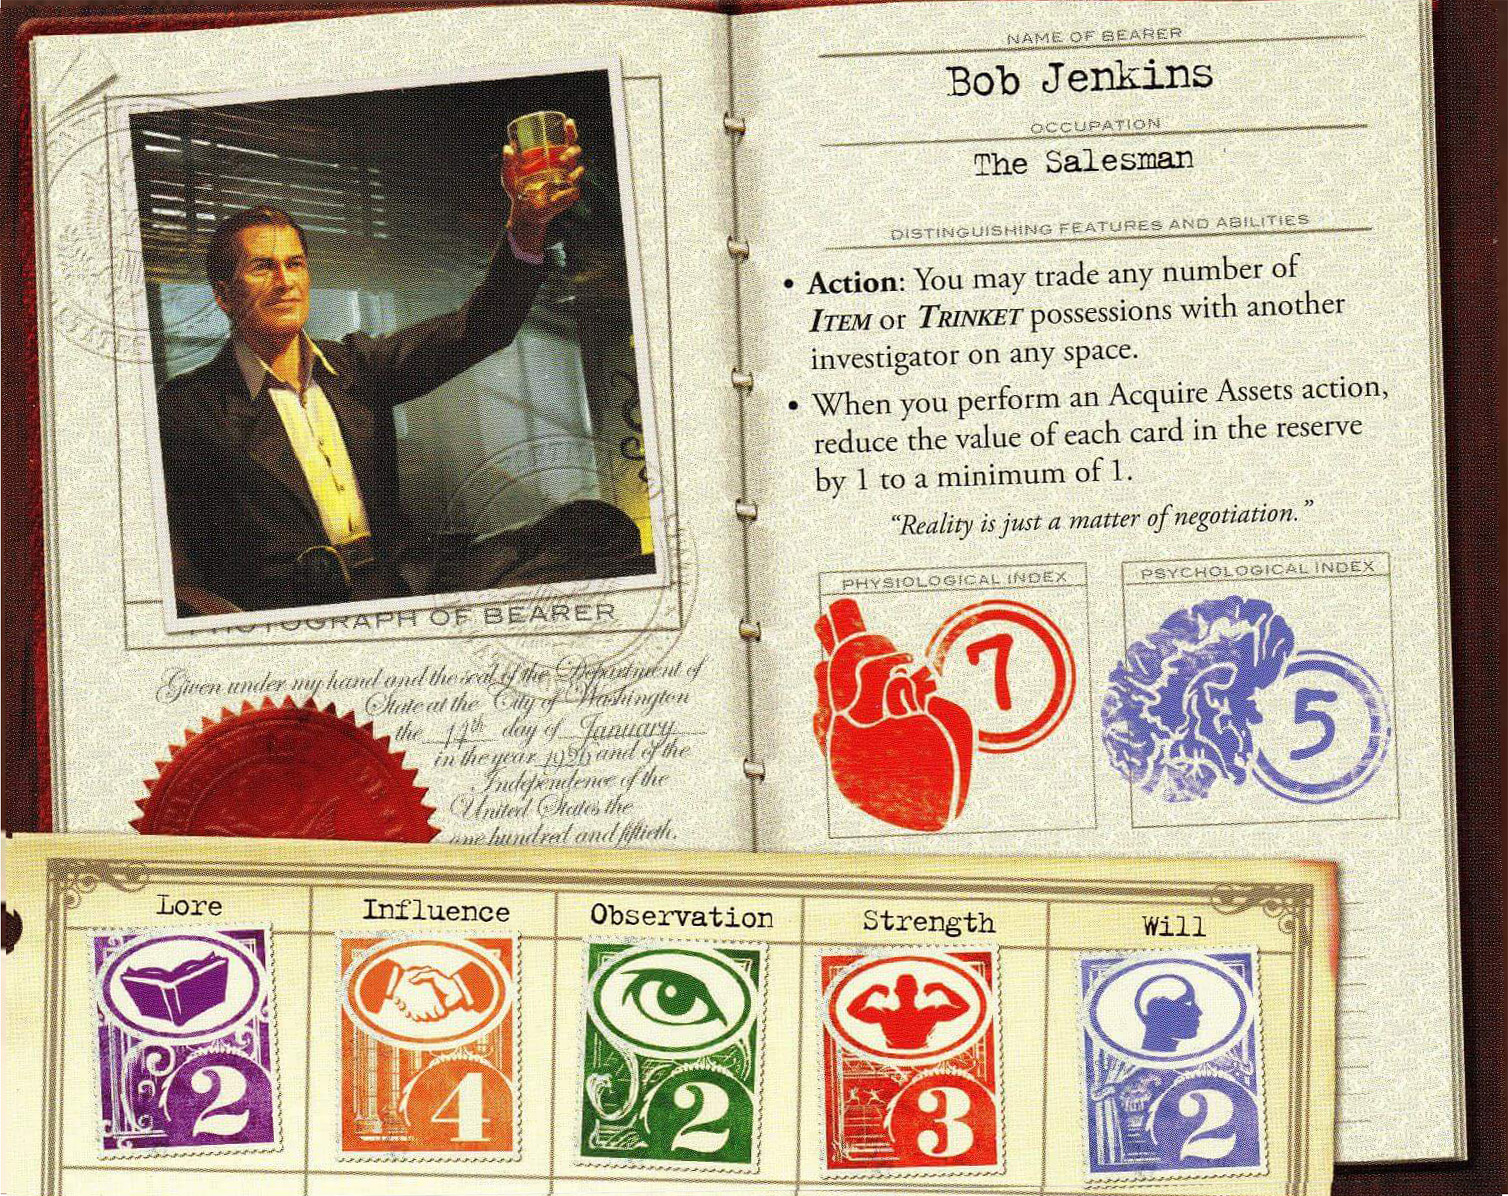 PHOTOGRAPH OF BEARER
Given under my hand and the seal of the Department of
State at the City of Washington
the 14th day of January
in the year 1926 and of the
Independence of the
United States the
one hundred and fiftieth.
NAME OF BEARER
Bob Jenkins
OCCUPATION
The Salesman
DISTINGUISHING FEATURES AND ABILITIES
• Action: You may trade any number of
ITEM or TRINKET possessions with another
investigator on any space.
• When you perform an Acquire Assets action,
reduce the value of each card in the reserve
by 1 to a minimum of 1.
“Reality is just a matter of negotiation.”
PHYSIOLOGICAL INDEX
7
PSYCHOLOGICAL INDEX
5
Lore
2
Influence
4
Observation
2
Strength
3
Will
2